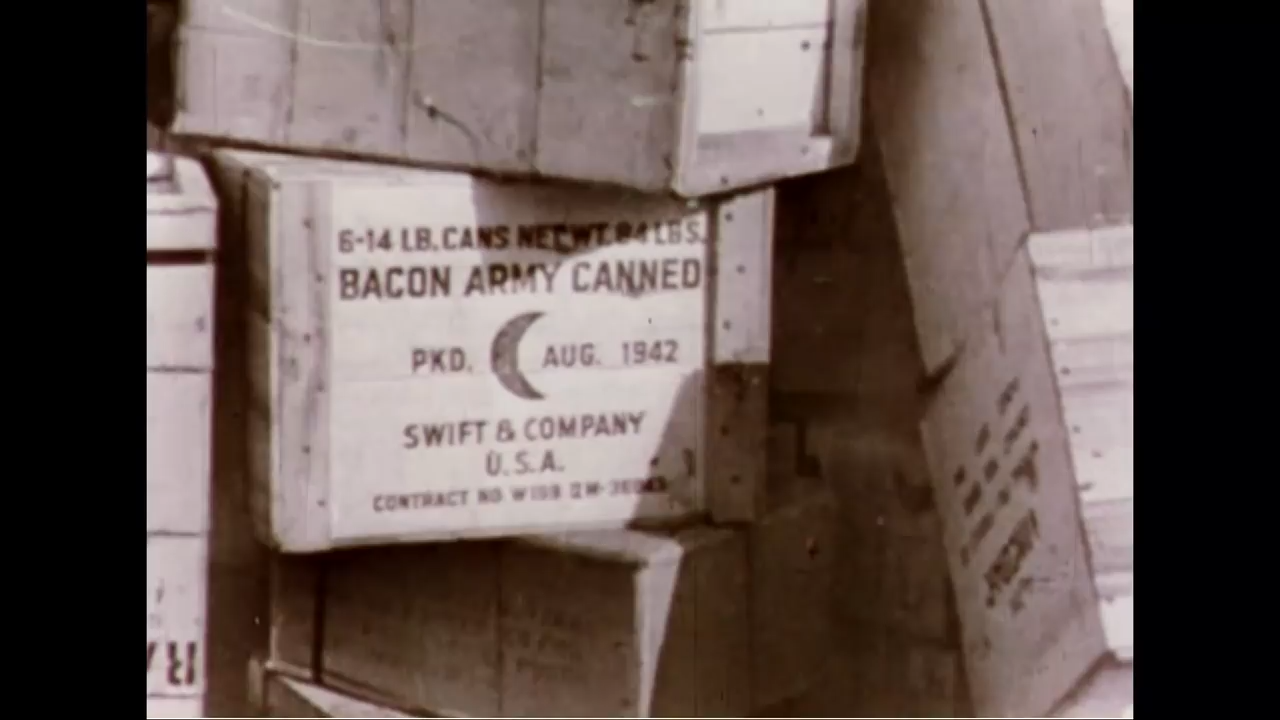 6-14 LB. CANS NET WT. 84 LBS.
BACON ARMY CANNED
PKD. AUG. 1942
SWIFT & COMPANY
U.S.A.
CONTRACT NO